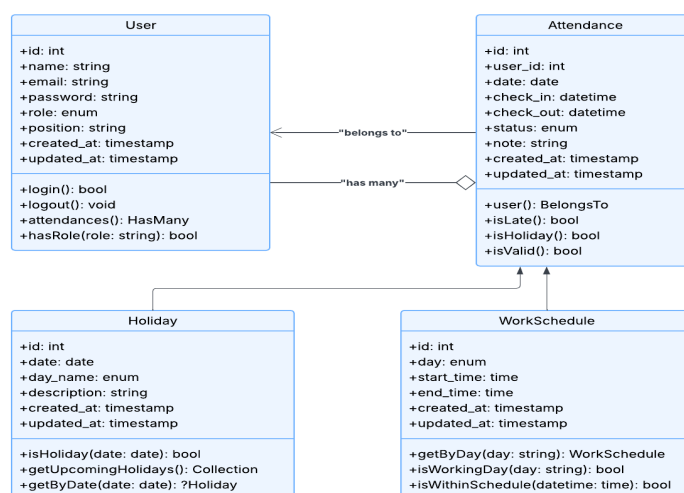 User
+id: int
+name: string
+email: string
+password: string
+role: enum
+position: string
+created_at: timestamp
+updated_at: timestamp
+login(): bool
+logout(): void
+attendances(): HasMany
+hasRole(role: string): bool
"belongs to"
"has many"
Attendance
+id: int
+user_id: int
+date: date
+check_in: datetime
+check_out: datetime
+status: enum
+note: string
+created_at: timestamp
+updated_at: timestamp
+user(): BelongsTo
+isLate(): bool
+isHoliday(): bool
+isValid(): bool
Holiday
+id: int
+date: date
+day_name: enum
+description: string
+created_at: timestamp
+updated_at: timestamp
+isHoliday(date: date): bool
+getUpcomingHolidays(): Collection
+getByDate(date: date): ?Holiday
WorkSchedule
+id: int
+day: enum
+start_time: time
+end_time: time
+created_at: timestamp
+updated_at: timestamp
+getByDay(day: string): WorkSchedule
+isWorkingDay(day: string): bool
+isWithinSchedule(datetime: time): bool